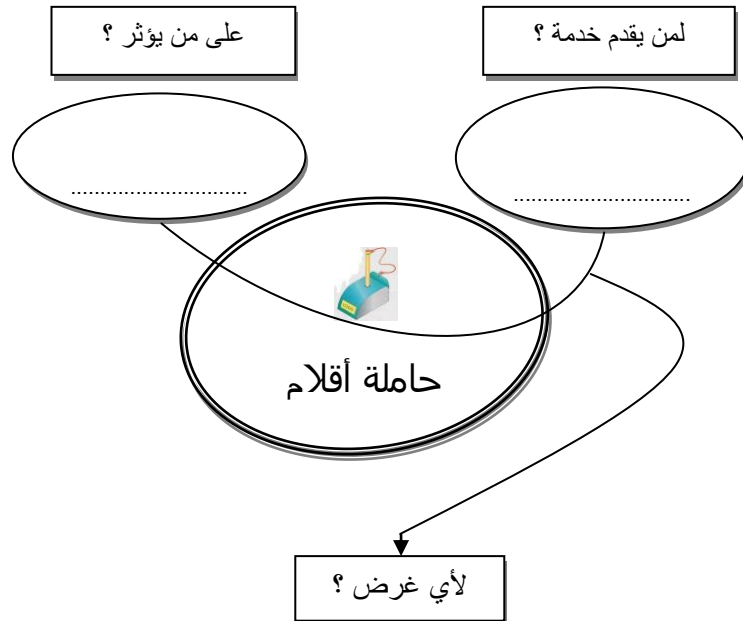 لمن يقدم خدمة ؟
على من يؤثر ؟
............................
............................
حاملة أقلام
لأي غرض ؟